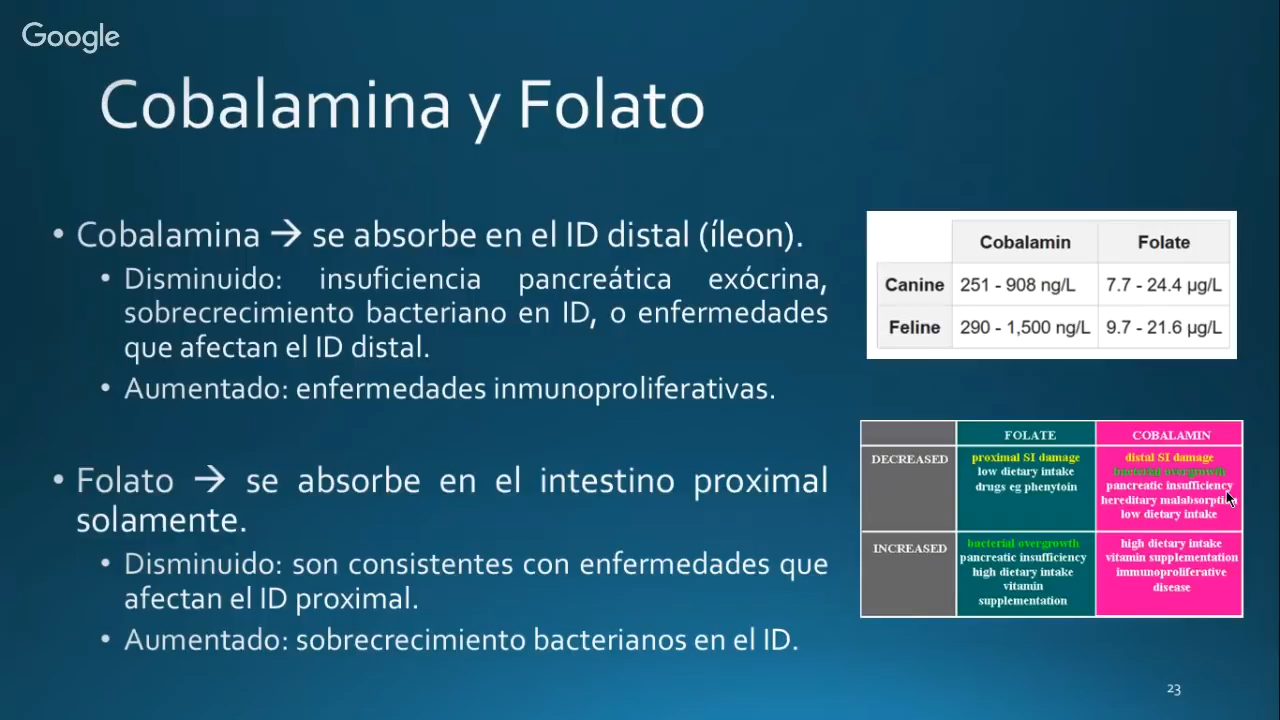 Google
Cobalamina y Folato
• Cobalamina → se absorbe en el ID distal (íleon).
• Disminuido: insuficiencia pancreática exócrina,
sobrecrecimiento bacteriano en ID, o enfermedades
que afectan el ID distal.
• Aumentado: enfermedades inmunoproliferativas.
• Folato → se absorbe en el intestino proximal
solamente.
• Disminuido: son consistentes con enfermedades que
afectan el ID proximal.
• Aumentado: sobrecrecimiento bacterianos en el ID.
Cobalamin Folate
Canine 251 - 908 ng/L 7.7 - 24.4 µg/L
Feline 290 - 1,500 ng/L 9.7 - 21.6 µg/L
FOLATE COBALAMIN
DECREASED
proximal SI damage
low dietary intake
drugs eg phenytoin
distal SI damage
bacterial overgrowth
pancreatic insufficiency
hereditary malabsorption
low dietary intake
INCREASED
bacterial overgrowth
pancreatic insufficiency
high dietary intake
vitamin
supplementation
high dietary intake
vitamin supplementation
immunoproliferative
disease
23